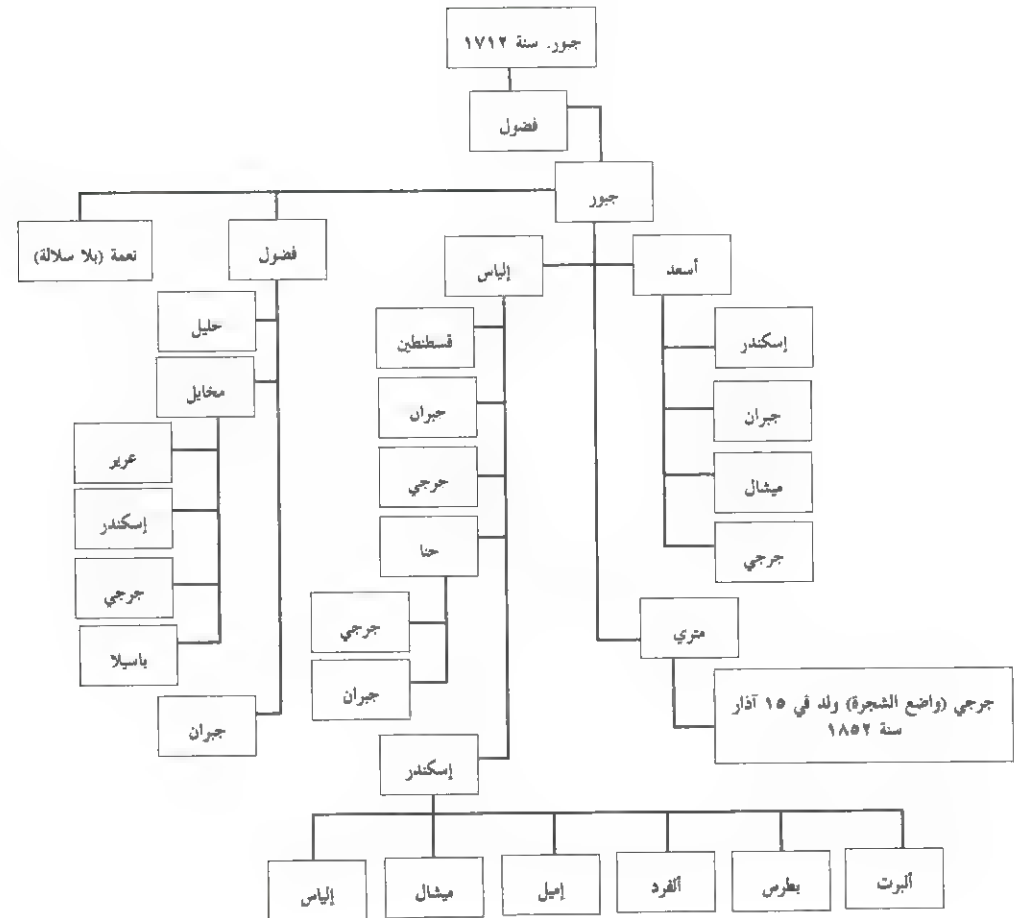 جبور. سنة ١٧١٢
فضول
جبور
أسعد
إلياس
فضول
نعمة (بلا سلالة)
إسكندر
جبران
ميشال
جرجي
قسطنطين
جبران
جرجي
حنا
جرجي
جبران
حليل
مخايل
عرير
إسكندر
جرجي
باسيلا
جبران
متري
جرجي (واضع الشجرة) ولد في ١٥ آذار
سنة ١٨٥٢
إسكندر
ألبرت
بطرس
ألفرد
إميل
ميشال
إلياس